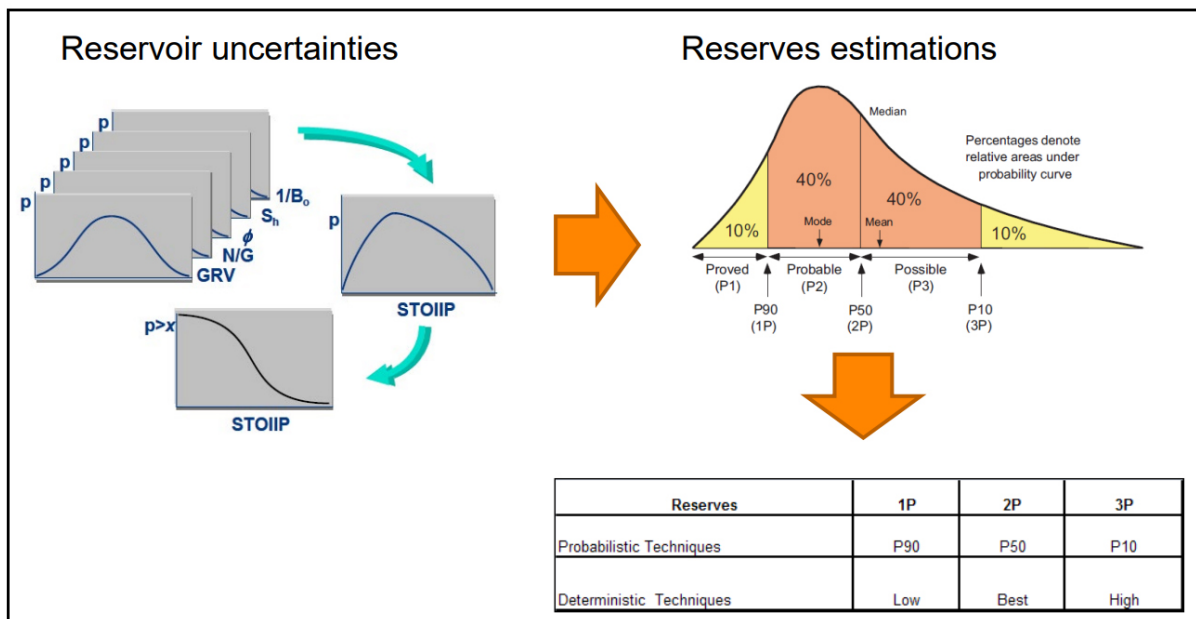 Reservoir uncertainties
p
p
p
p
p
1/Bₒ
Sₕ
ϕ
N/G
GRV
p
STOIIP
p>x
STOIIP
Reserves estimations
Median
Percentages denote
relative areas under
probability curve
40%
40%
Mode
Mean
10%
10%
Proved
(P1)
Probable
(P2)
Possible
(P3)
P90
(1P)
P50
(2P)
P10
(3P)
Reserves 1P 2P 3P
Probabilistic Techniques P90 P50 P10
Deterministic Techniques Low Best High